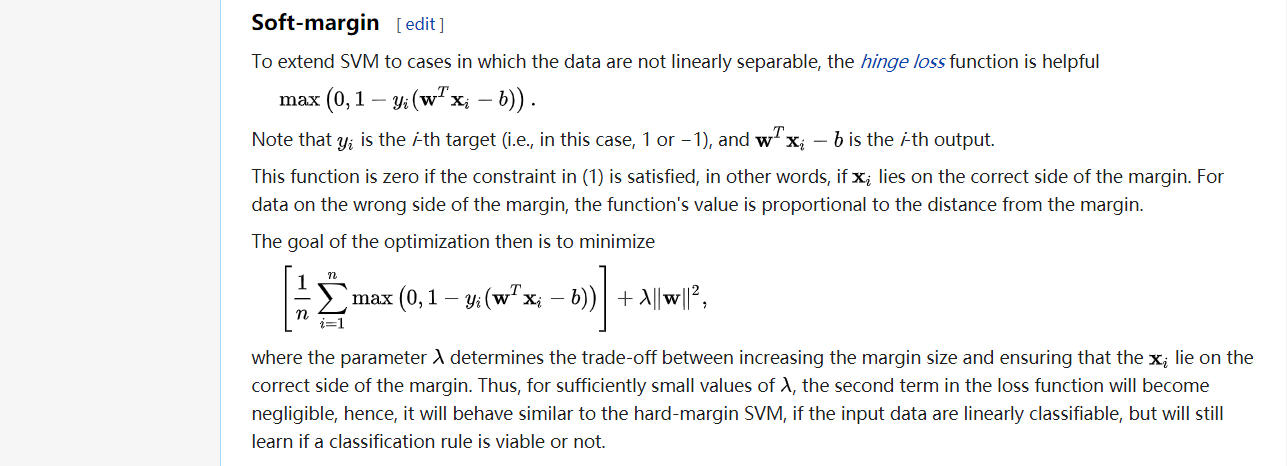 Soft-margin [edit]
To extend SVM to cases in which the data are not linearly separable, the hinge loss function is helpful
max (0, 1 − yᵢ(wᵀxᵢ − b)) .
Note that yᵢ is the i-th target (i.e., in this case, 1 or −1), and wᵀxᵢ − b is the i-th output.
This function is zero if the constraint in (1) is satisfied, in other words, if xᵢ lies on the correct side of the margin. For
data on the wrong side of the margin, the function's value is proportional to the distance from the margin.
The goal of the optimization then is to minimize
[1/n ∑ᵢ₌₁ⁿ max (0, 1 − yᵢ(wᵀxᵢ − b))] + λ||w||²,
where the parameter λ determines the trade-off between increasing the margin size and ensuring that the xᵢ lie on the
correct side of the margin. Thus, for sufficiently small values of λ, the second term in the loss function will become
negligible, hence, it will behave similar to the hard-margin SVM, if the input data are linearly classifiable, but will still
learn if a classification rule is viable or not.